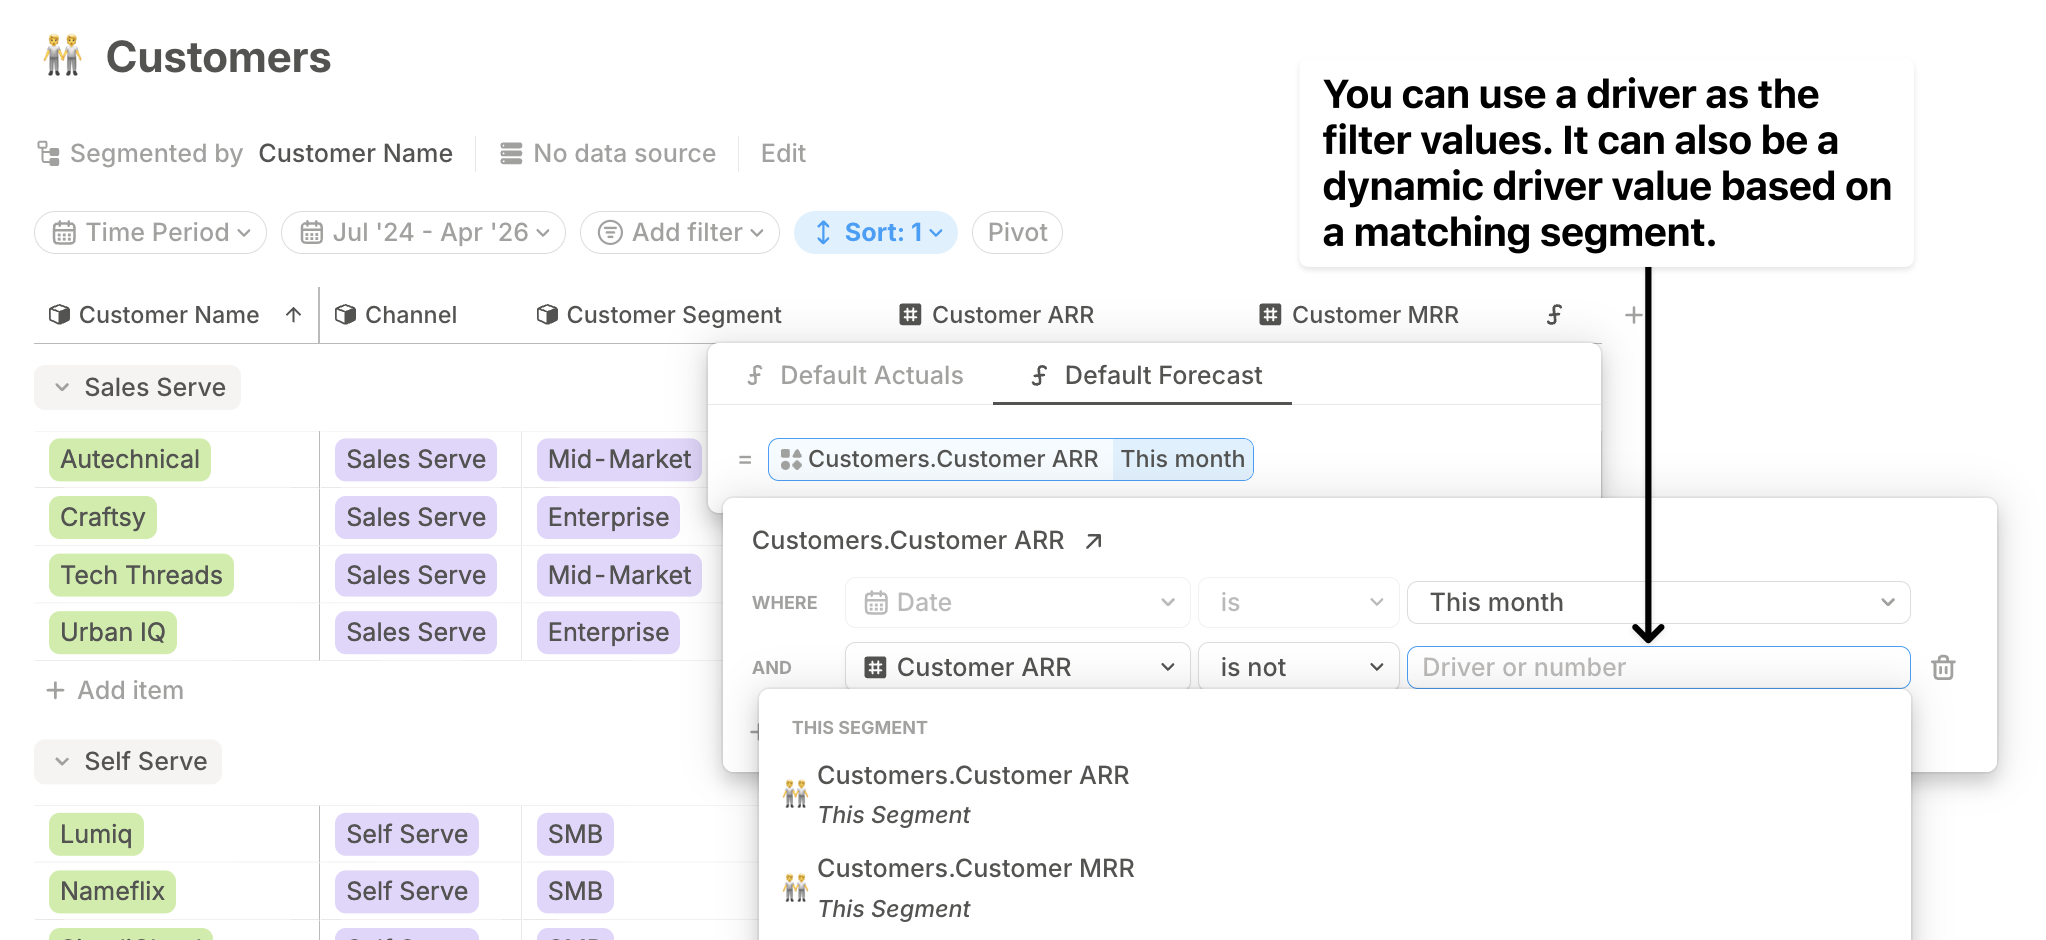 Customers
You can use a driver as the
filter values. It can also be a
dynamic driver value based on
a matching segment.
Segmented by Customer Name No data source Edit
Time Period Jul '24 - Apr '26 Add filter Sort: 1 Pivot
Customer Name Channel Customer Segment Customer ARR Customer MRR
Default Actuals Default Forecast
Sales Serve
= Customers.Customer ARR This month
Autechnical Sales Serve Mid-Market
Craftsy Sales Serve Enterprise
Tech Threads Sales Serve Mid-Market
Urban IQ Sales Serve Enterprise
+ Add item
Customers.Customer ARR
WHERE Date is This month
AND Customer ARR is not Driver or number
THIS SEGMENT
Customers.Customer ARR
This Segment
Customers.Customer MRR
This Segment
Self Serve
Lumiq Self Serve SMB
Nameflix Self Serve SMB